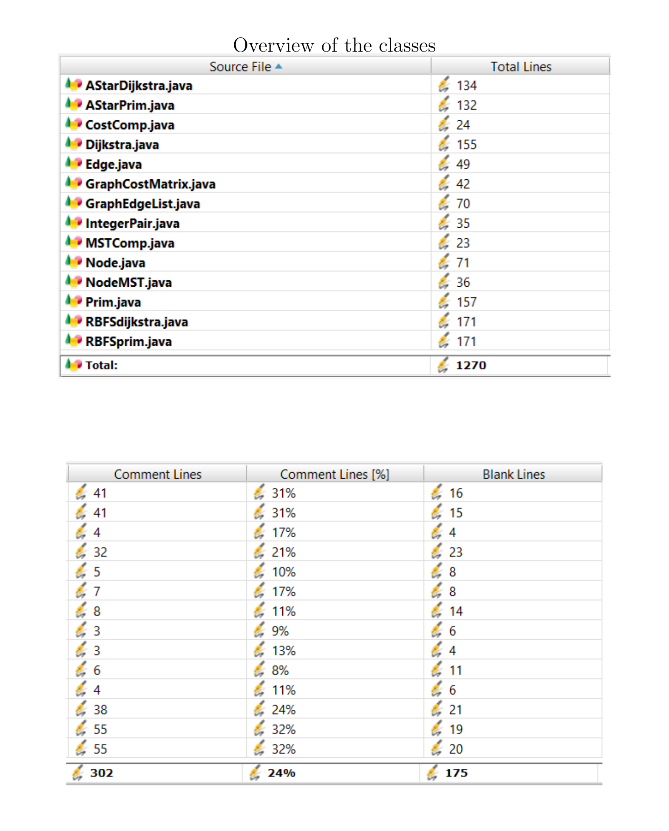 Overview of the classes
Source File Total Lines
AStarDijkstra.java 134
AStarPrim.java 132
CostComp.java 24
Dijkstra.java 155
Edge.java 49
GraphCostMatrix.java 42
GraphEdgeList.java 70
IntegerPair.java 35
MSTComp.java 23
Node.java 71
NodeMST.java 36
Prim.java 157
RBFSdijkstra.java 171
RBFSprim.java 171
Total: 1270
Comment Lines Comment Lines [%] Blank Lines
41 31% 16
41 31% 15
4 17% 4
32 21% 23
5 10% 8
7 17% 8
8 11% 14
3 9% 6
3 13% 4
6 8% 11
4 11% 6
38 24% 21
55 32% 19
55 32% 20
302 24% 175